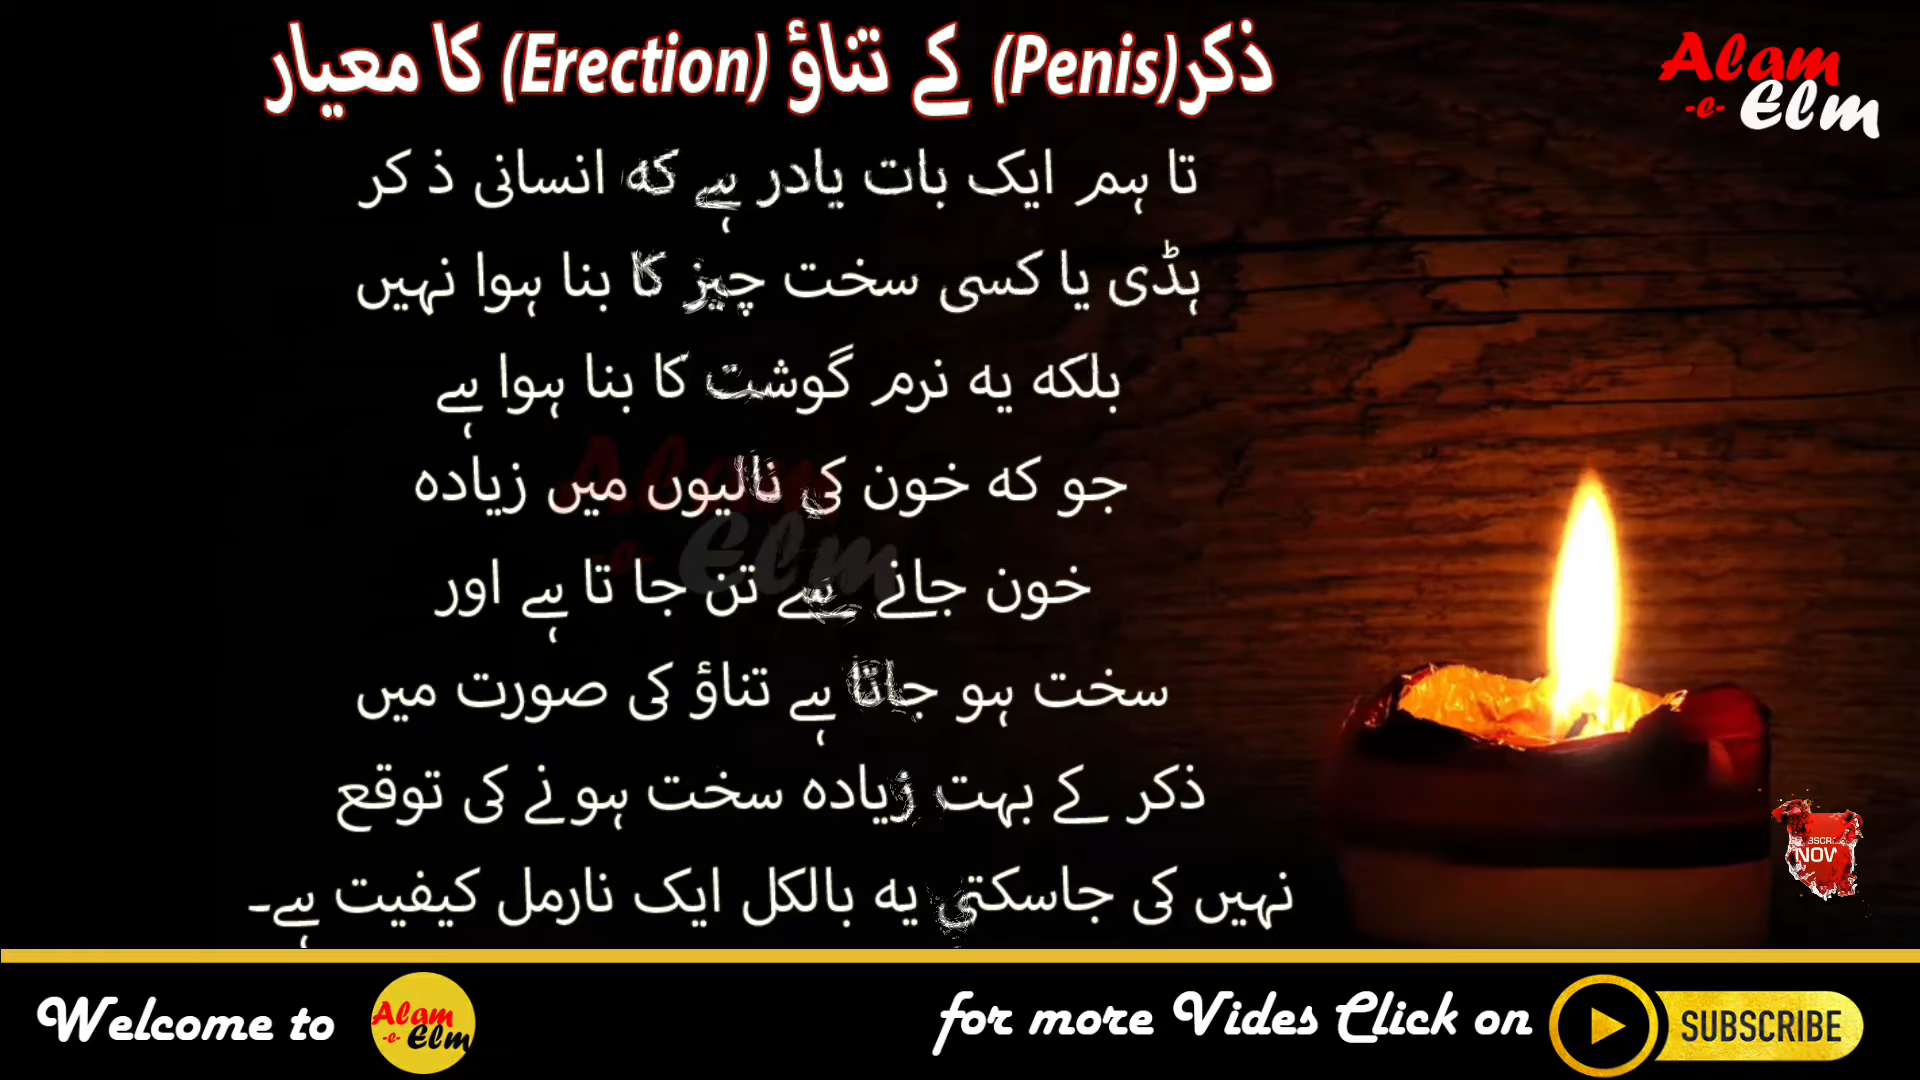 ذکر(Penis) کے تناؤ (Erection) کا معیار
Alam
-e-
Elm
تا ہم ایک بات یادر ہے کہ انسانی ذ کر
ہڈی یا کسی سخت چیز کا بنا ہوا نہیں
بلکہ یہ نرم گوشت کا بنا ہوا ہے
جو کہ خون کی نالیوں میں زیادہ
خون جانے سے تن جا تا ہے اور
سخت ہو جاتا ہے تناؤ کی صورت میں
ذکر کے بہت زیادہ سخت ہونے کی توقع
نہیں کی جاسکتی یہ بالکل ایک نارمل کیفیت ہے۔
Alam
-e-
Elm
NOW
Welcome to
Alam
-e-
Elm
for more Vides Click on
SUBSCRIBE